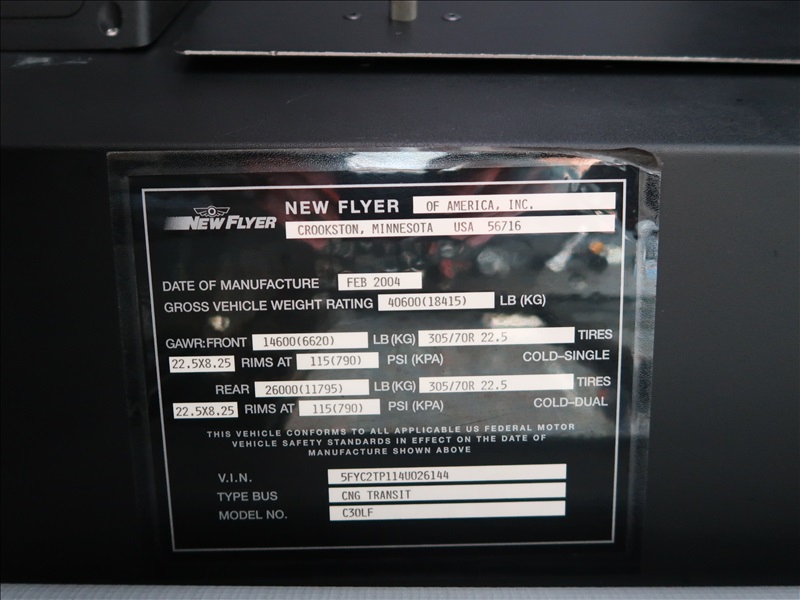 NEW FLYER NEW FLYER OF AMERICA, INC.
CROOKSTON, MINNESOTA USA 56716
DATE OF MANUFACTURE FEB 2004
GROSS VEHICLE WEIGHT RATING 40600(18415) LB (KG)
GAWR:FRONT 14600(6620) LB(KG) 305/70R 22.5 TIRES
22.5X8.25 RIMS AT 115(790) PSI (KPA) COLD-SINGLE
REAR 26000(11795) LB(KG) 305/70R 22.5 TIRES
22.5X8.25 RIMS AT 115(790) PSI (KPA) COLD-DUAL
THIS VEHICLE CONFORMS TO ALL APPLICABLE US FEDERAL MOTOR
VEHICLE SAFETY STANDARDS IN EFFECT ON THE DATE OF
MANUFACTURE SHOWN ABOVE
V.I.N. 5FYC2TP114U026144
TYPE BUS CNG TRANSIT
MODEL NO. C30LF